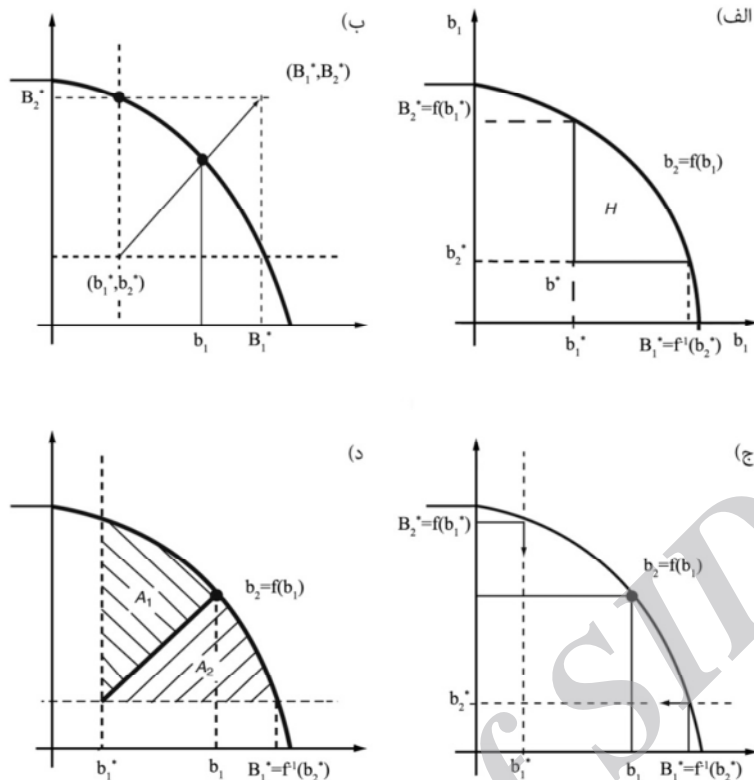 الف)
b₁
B₂*=f(b₁*)
b₂=f(b₁)
H
b₂*
b*
b₁*
B₁*=f⁻¹(b₂*)
b₁
ب)
(B₁*,B₂*)
B₂*
(b₁*,b₂*)
b₁
B₁*
ج)
B₂*=f(b₁*)
b₂=f(b₁)
b₂*
b₁*
b₁
B₁*=f⁻¹(b₂*)
د)
A₁
b₂=f(b₁)
A₂
b₁*
b₁
B₁*=f⁻¹(b₂*)
f SID